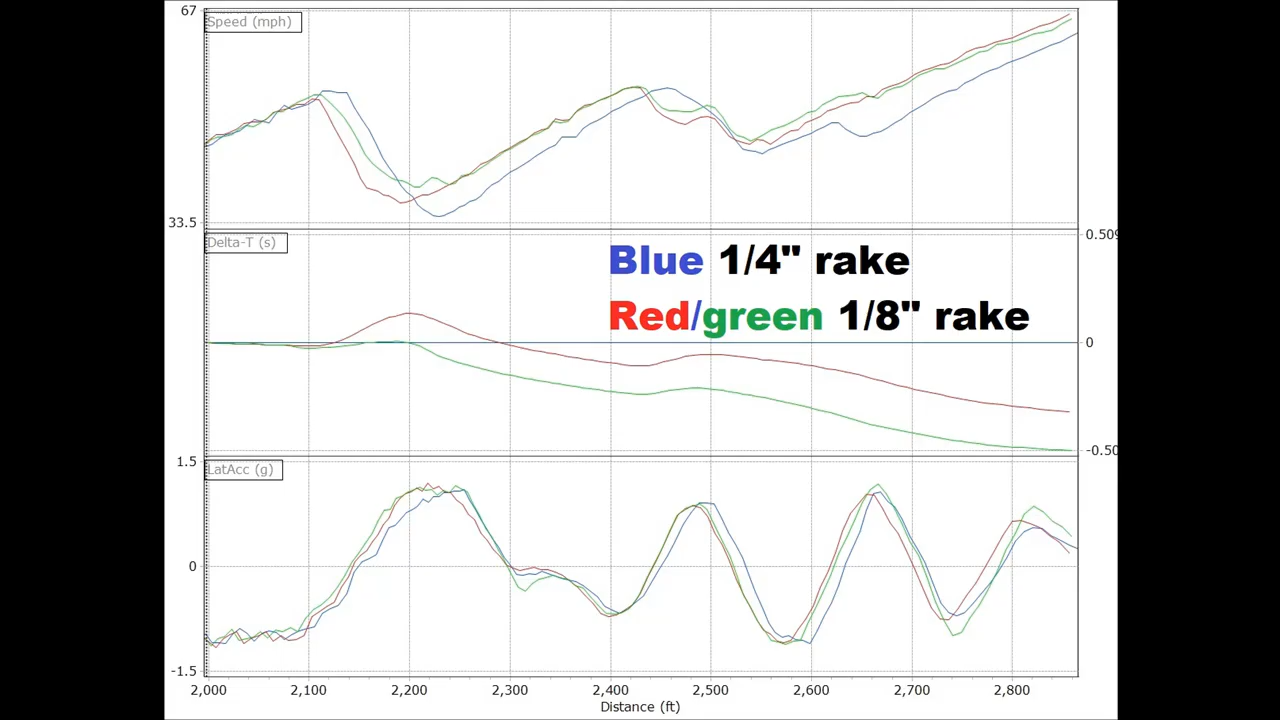 67
Speed (mph)
33.5
Delta-T (s)
0.509
Blue 1/4" rake
Red/green 1/8" rake
0
-0.50
1.5
LatAcc (g)
0
-1.5
2,000 2,100 2,200 2,300 2,400 2,500 2,600 2,700 2,800
Distance (ft)